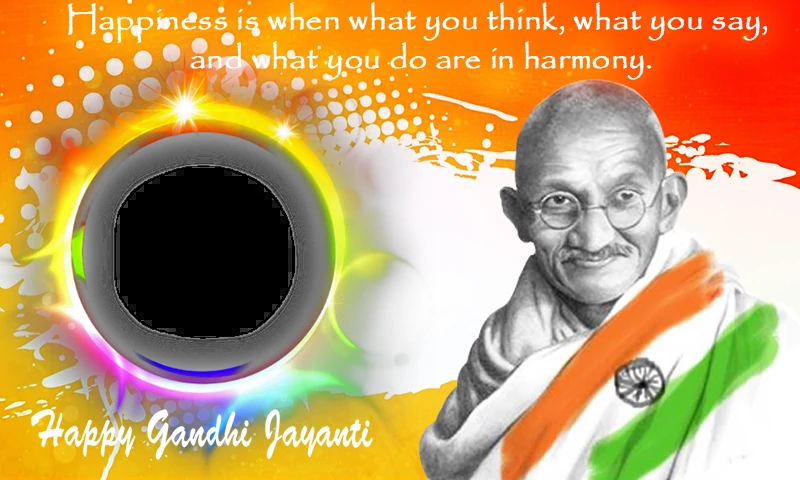 Happiness is when what you think, what you say,
and what you do are in harmony.
Happy Gandhi Jayanti